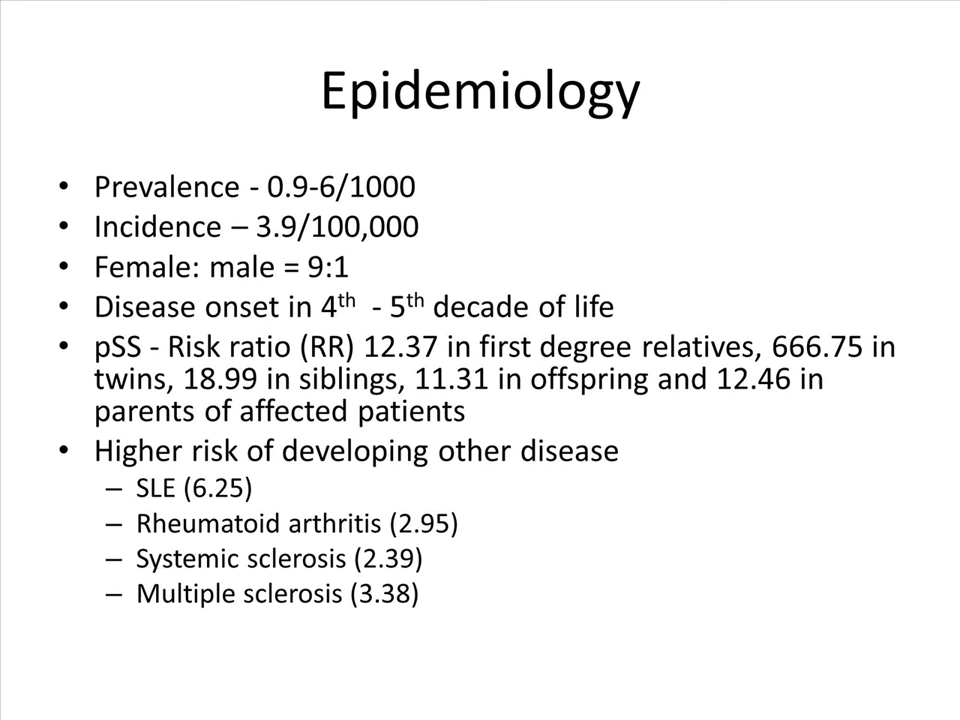 Epidemiology
• Prevalence - 0.9-6/1000
• Incidence – 3.9/100,000
• Female: male = 9:1
• Disease onset in 4th - 5th decade of life
• pSS - Risk ratio (RR) 12.37 in first degree relatives, 666.75 in
twins, 18.99 in siblings, 11.31 in offspring and 12.46 in
parents of affected patients
• Higher risk of developing other disease
– SLE (6.25)
– Rheumatoid arthritis (2.95)
– Systemic sclerosis (2.39)
– Multiple sclerosis (3.38)